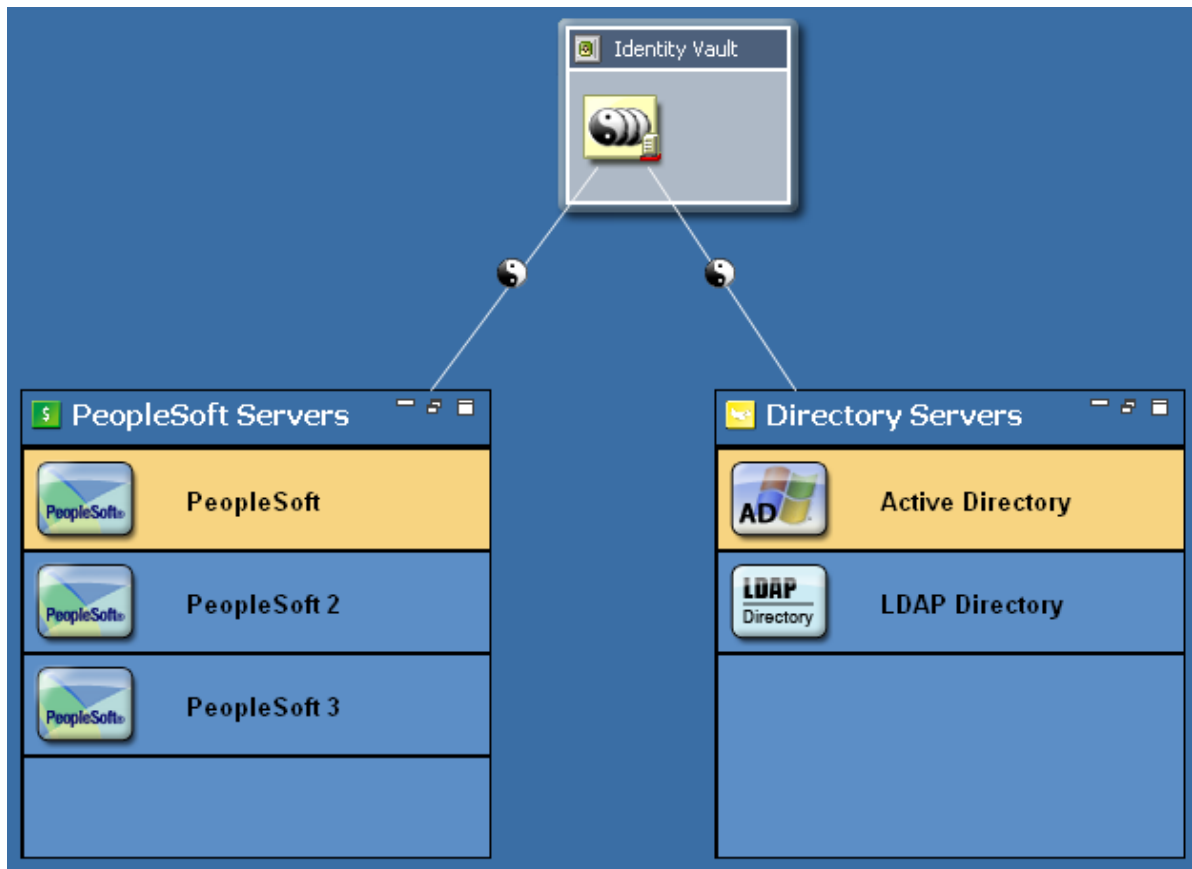 Identity Vault
$ PeopleSoft Servers
PeopleSoft® PeopleSoft
PeopleSoft® PeopleSoft 2
PeopleSoft® PeopleSoft 3
Directory Servers
AD Active Directory
LDAP Directory LDAP Directory